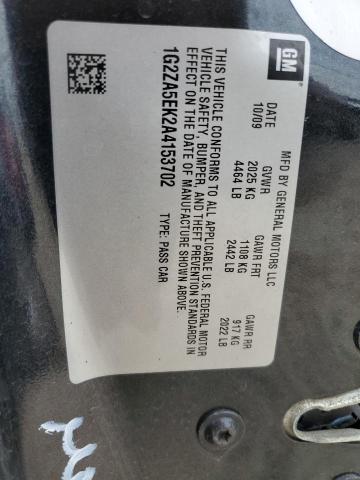 GM
MFD BY GENERAL MOTORS LLC
DATE GVWR GAWR FRT GAWR RR
10/09 2025 KG 1108 KG 917 KG
4464 LB 2442 LB 2022 LB
THIS VEHICLE CONFORMS TO ALL APPLICABLE U.S. FEDERAL MOTOR
VEHICLE SAFETY, BUMPER, AND THEFT PREVENTION STANDARDS IN
EFFECT ON THE DATE OF MANUFACTURE SHOWN ABOVE.
1G2ZA5EK2A4153702 TYPE: PASS CAR